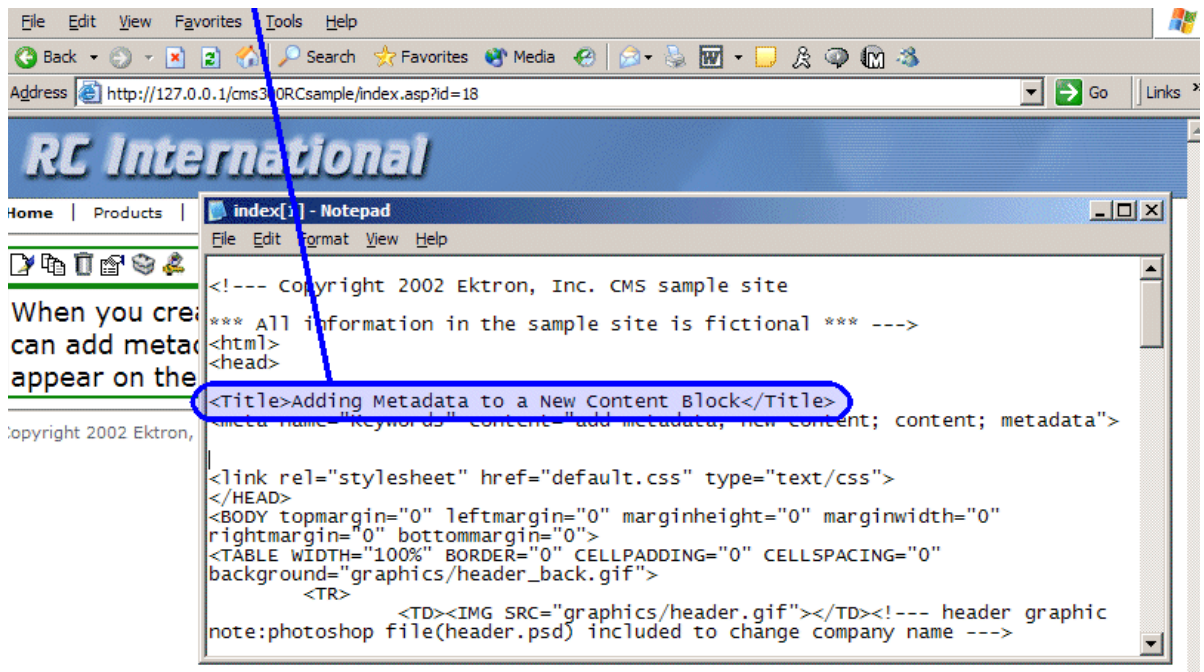 File Edit View Favorites Tools Help
Back Search Favorites Media
Address http://127.0.0.1/cms300RCsample/index.asp?id=18 Go Links »
RC International
Home | Products |
index[1] - Notepad
File Edit Format View Help
When you crea
can add metad
appear on the
Copyright 2002 Ektron,
<!--- Copyright 2002 Ektron, Inc. CMS sample site
*** All information in the sample site is fictional *** --->
<html>
<head>
<Title>Adding Metadata to a New Content Block</Title>
<meta name="Keywords" content="add metadata; new content; content; metadata">
<link rel="stylesheet" href="default.css" type="text/css">
</HEAD>
<BODY topmargin="0" leftmargin="0" marginheight="0" marginwidth="0"
rightmargin="0" bottommargin="0">
<TABLE WIDTH="100%" BORDER="0" CELLPADDING="0" CELLSPACING="0"
background="graphics/header_back.gif">
<TR>
<TD><IMG SRC="graphics/header.gif"></TD><!--- header graphic
note:photoshop file(header.psd) included to change company name --->